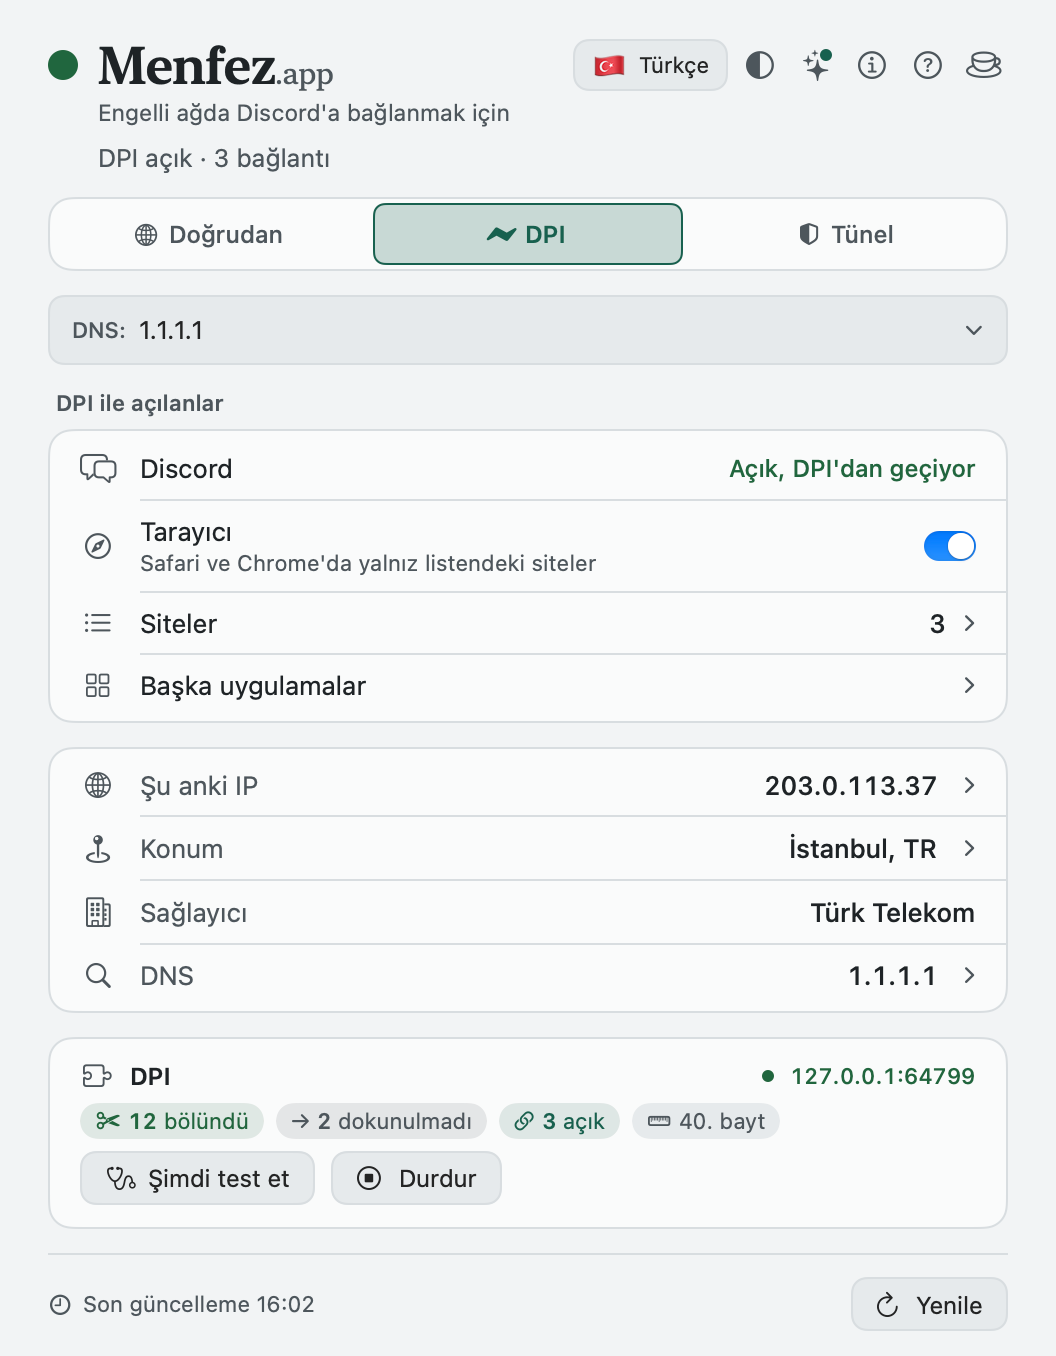 Menfez.app
Türkçe
Engelli ağda Discord'a bağlanmak için
DPI açık · 3 bağlantı
Doğrudan
DPI
Tünel
DNS: 1.1.1.1
DPI ile açılanlar
Discord
Açık, DPI'dan geçiyor
Tarayıcı
Safari ve Chrome'da yalnız listendeki siteler
Siteler
3
Başka uygulamalar
Şu anki IP
203.0.113.37
Konum
İstanbul, TR
Sağlayıcı
Türk Telekom
DNS
1.1.1.1
DPI
127.0.0.1:64799
12 bölündü
2 dokunulmadı
3 açık
40. bayt
Şimdi test et
Durdur
Son güncelleme 16:02
Yenile